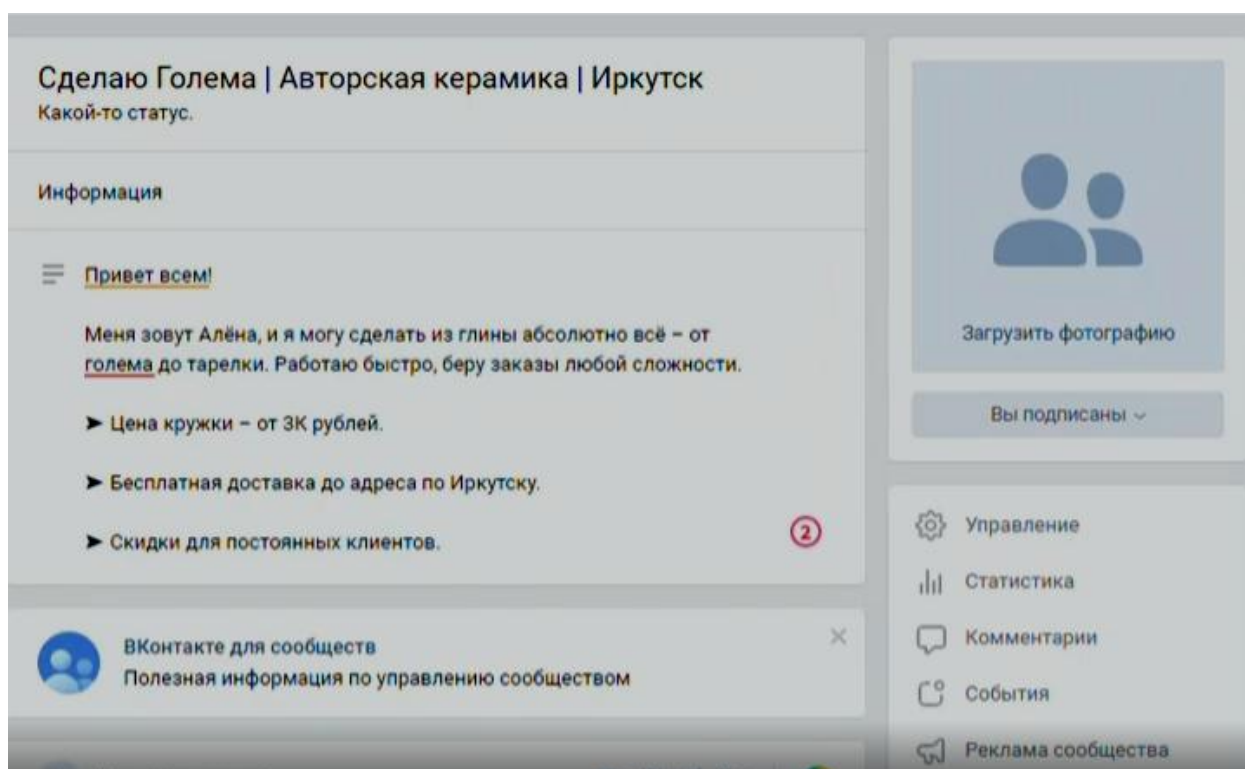 Сделаю Голема | Авторская керамика | Иркутск
Какой-то статус.
Информация
Привет всем!
Меня зовут Алёна, и я могу сделать из глины абсолютно всё – от
голема до тарелки. Работаю быстро, беру заказы любой сложности.
➤ Цена кружки – от 3К рублей.
➤ Бесплатная доставка до адреса по Иркутску.
➤ Скидки для постоянных клиентов.
2
ВКонтакте для сообществ
Полезная информация по управлению сообществом
Загрузить фотографию
Вы подписаны
Управление
Статистика
Комментарии
События
Реклама сообщества